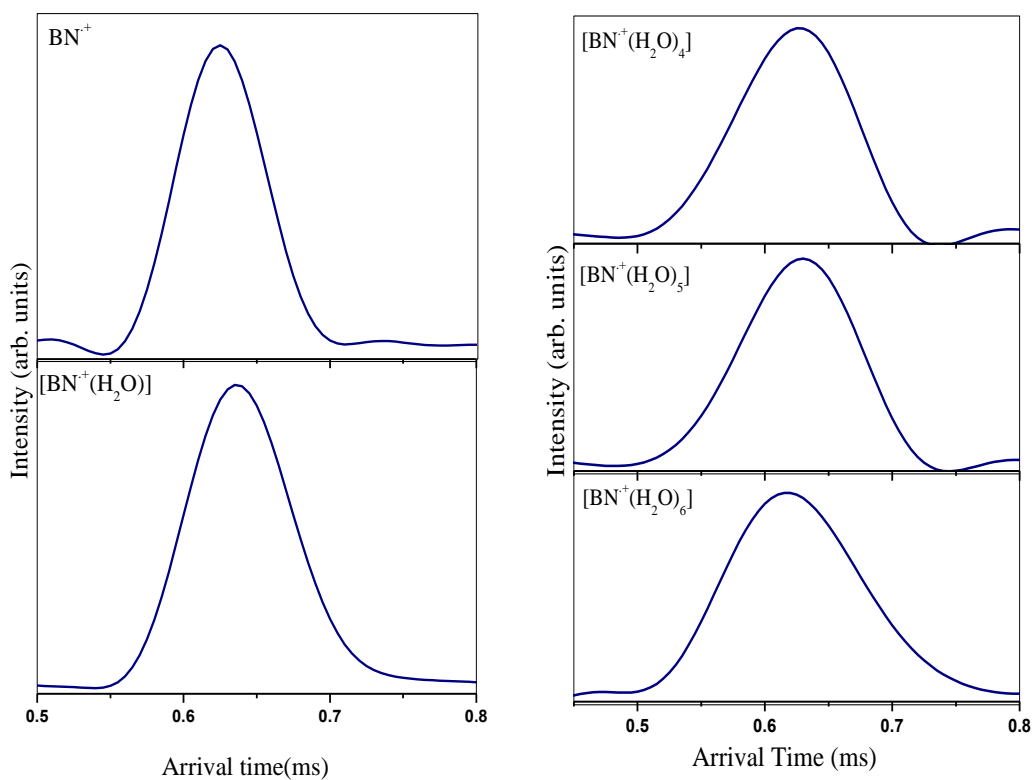 BN·+
[BN·+(H2O)]
Intensity (arb. units)
0.5 0.6 0.7 0.8
Arrival time(ms)
[BN·+(H2O)4]
[BN·+(H2O)5]
[BN·+(H2O)6]
Intensity (arb. units)
0.5 0.6 0.7 0.8
Arrival Time (ms)